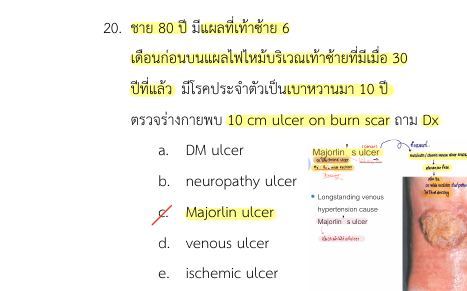 20. ชาย 80 ปี มีแผลที่เท้าซ้าย 6
เดือนก่อนบนแผลไฟไหม้บริเวณเท้าซ้ายที่มีเมื่อ 30
ปีที่แล้ว มีโรคประจำตัวเป็นเบาหวานมา 10 ปี
ตรวจร่างกายพบ 10 cm ulcer on burn scar ถาม Dx
a. DM ulcer
b. neuropathy ulcer
c. Majorlin ulcer
d. venous ulcer
e. ischemic ulcer
Majorlin's ulcer
• Longstanding venous
hypertension cause
Majorlin's ulcer